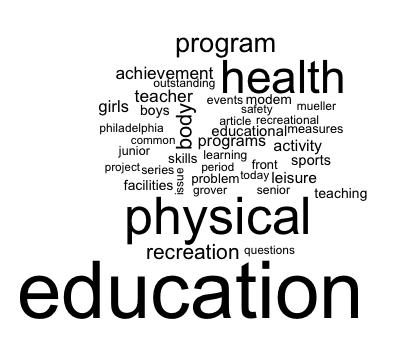 program
achievement
outstanding
health
teacher
events modem
mueller
girls
boys
safety
body
article recreational
philadelphia
educational measures
common
programs
activity
junior
skills
learning
sports
project series
period
front
issue
problem today leisure
facilities
grover
senior
teaching
physical
recreation questions
education